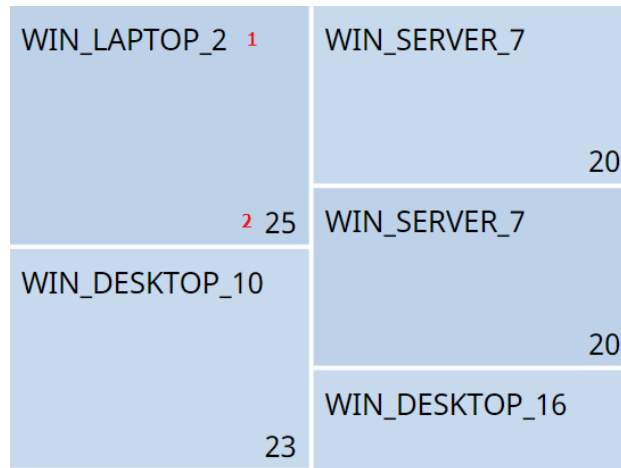 WIN_LAPTOP_2 1
2 25
WIN_DESKTOP_10
23
WIN_SERVER_7
20
WIN_SERVER_7
20
WIN_DESKTOP_16